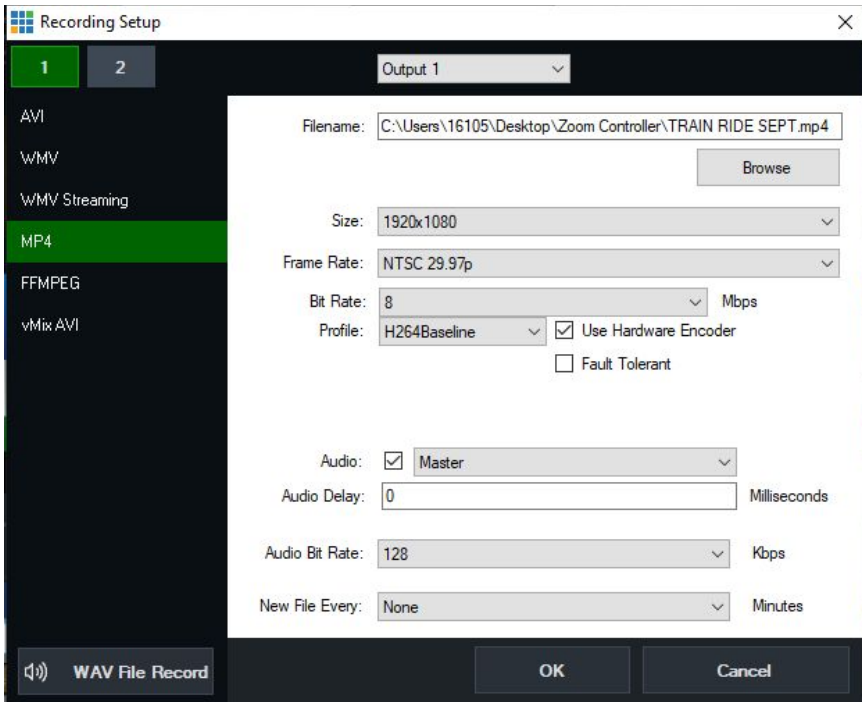 Recording Setup
1 2 Output 1
AVI
WMV
WMV Streaming
MP4
FFMPEG
vMix AVI
Filename: C:\Users\16105\Desktop\Zoom Controller\TRAIN RIDE SEPT.mp4
Browse
Size: 1920x1080
Frame Rate: NTSC 29.97p
Bit Rate: 8 Mbps
Profile: H264Baseline Use Hardware Encoder
Fault Tolerant
Audio: Master
Audio Delay: 0 Milliseconds
Audio Bit Rate: 128 Kbps
New File Every: None Minutes
WAV File Record OK Cancel